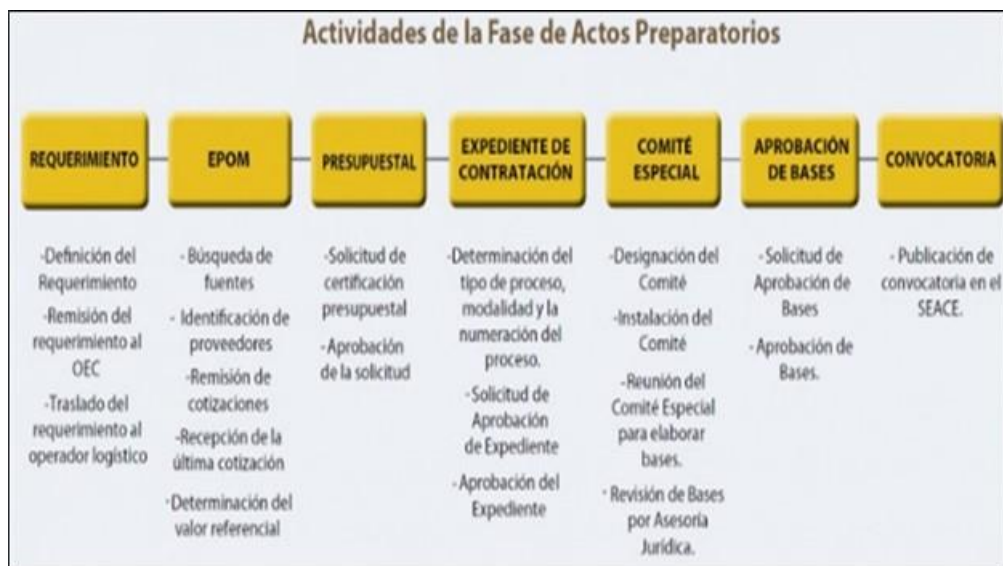 Actividades de la Fase de Actos Preparatorios
REQUERIMIENTO
-Definición del
Requerimiento
-Remisión del
requerimiento al
OEC
-Traslado del
requerimiento al
operador logístico
EPOM
- Búsqueda de
fuentes
- Identificación de
proveedores
-Remisión de
cotizaciones
-Recepción de la
última cotización
-Determinación del
valor referencial
PRESUPUESTAL
-Solicitud de
certificación
presupuestal
-Aprobación
de la solicitud
EXPEDIENTE DE
CONTRATACIÓN
-Determinación del
tipo de proceso,
modalidad y la
numeración del
proceso.
-Solicitud de
Aprobación
de Expediente
-Aprobación del
Expediente
COMITÉ
ESPECIAL
-Designación del
Comité
-Instalación del
Comité
-Reunión del
Comité Especial
para elaborar
bases.
- Revisión de Bases
por Asesoría
Jurídica.
APROBACIÓN
DE BASES
-Solicitud de
Aprobación de
Bases
-Aprobación de
Bases.
CONVOCATORIA
- Publicación de
convocatoria en el
SEACE.